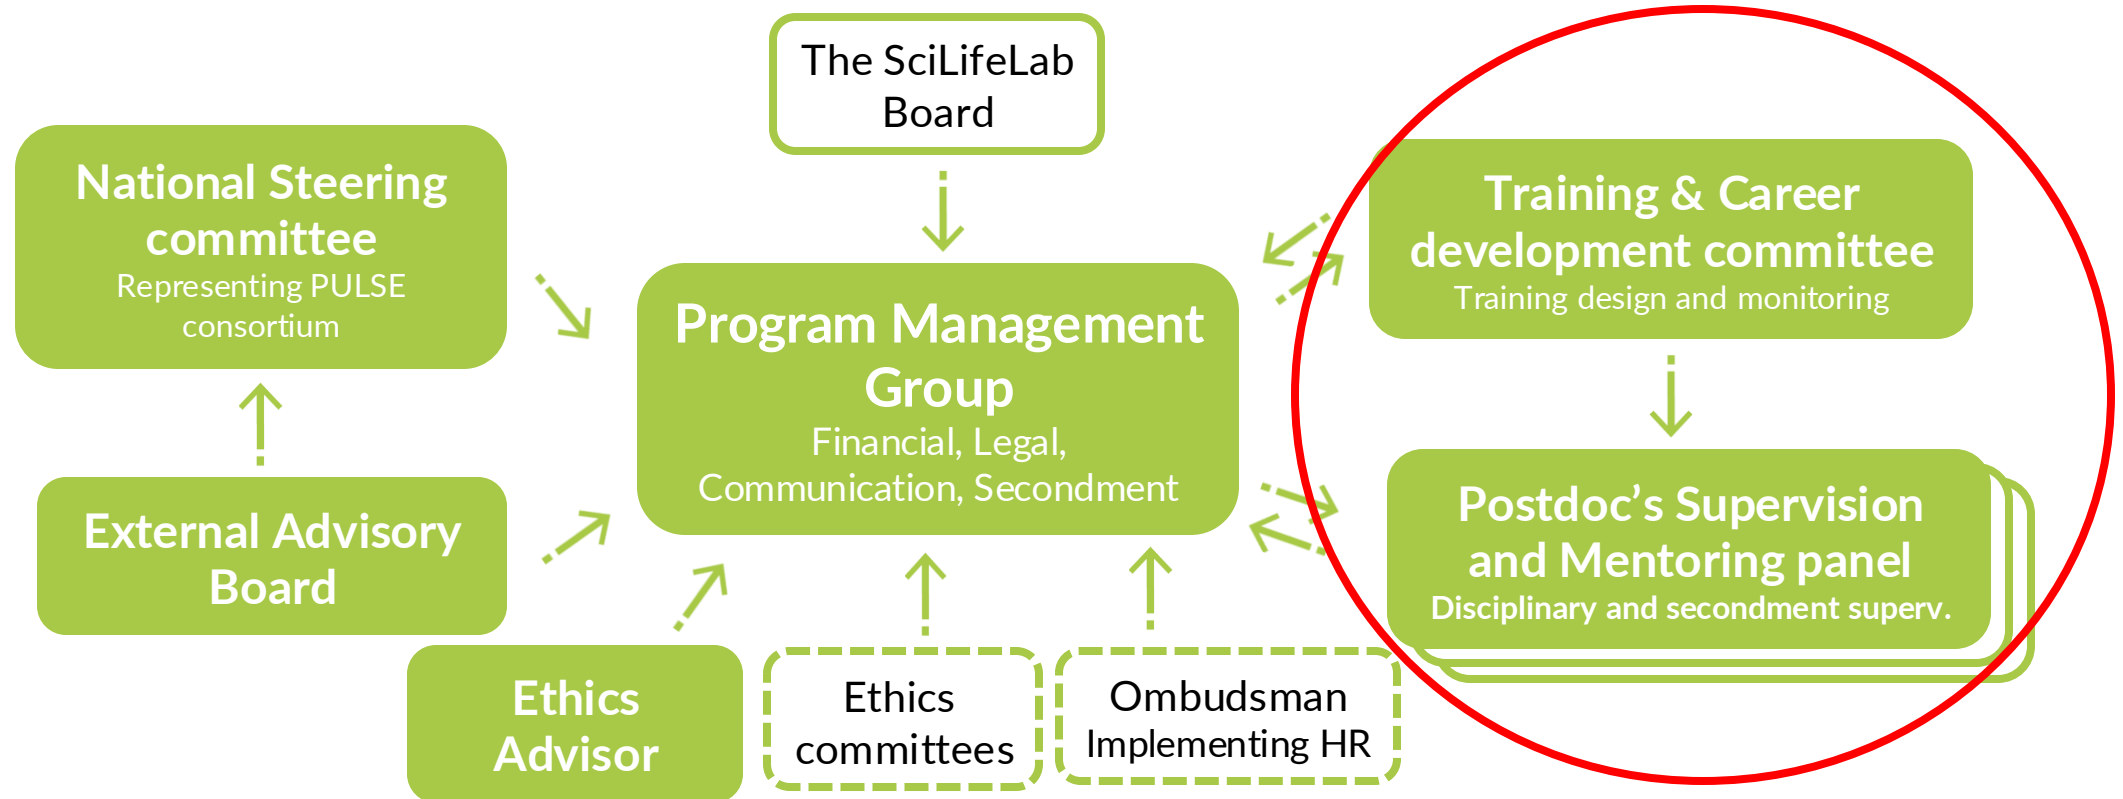 The SciLifeLab
Board
National Steering
committee
Representing PULSE
consortium
Training & Career
development committee
Training design and monitoring
Program Management
Group
Financial, Legal,
Communication, Secondment
External Advisory
Board
Postdoc’s Supervision
and Mentoring panel
Disciplinary and secondment superv.
Ethics
Advisor
Ethics
committees
Ombudsman
Implementing HR